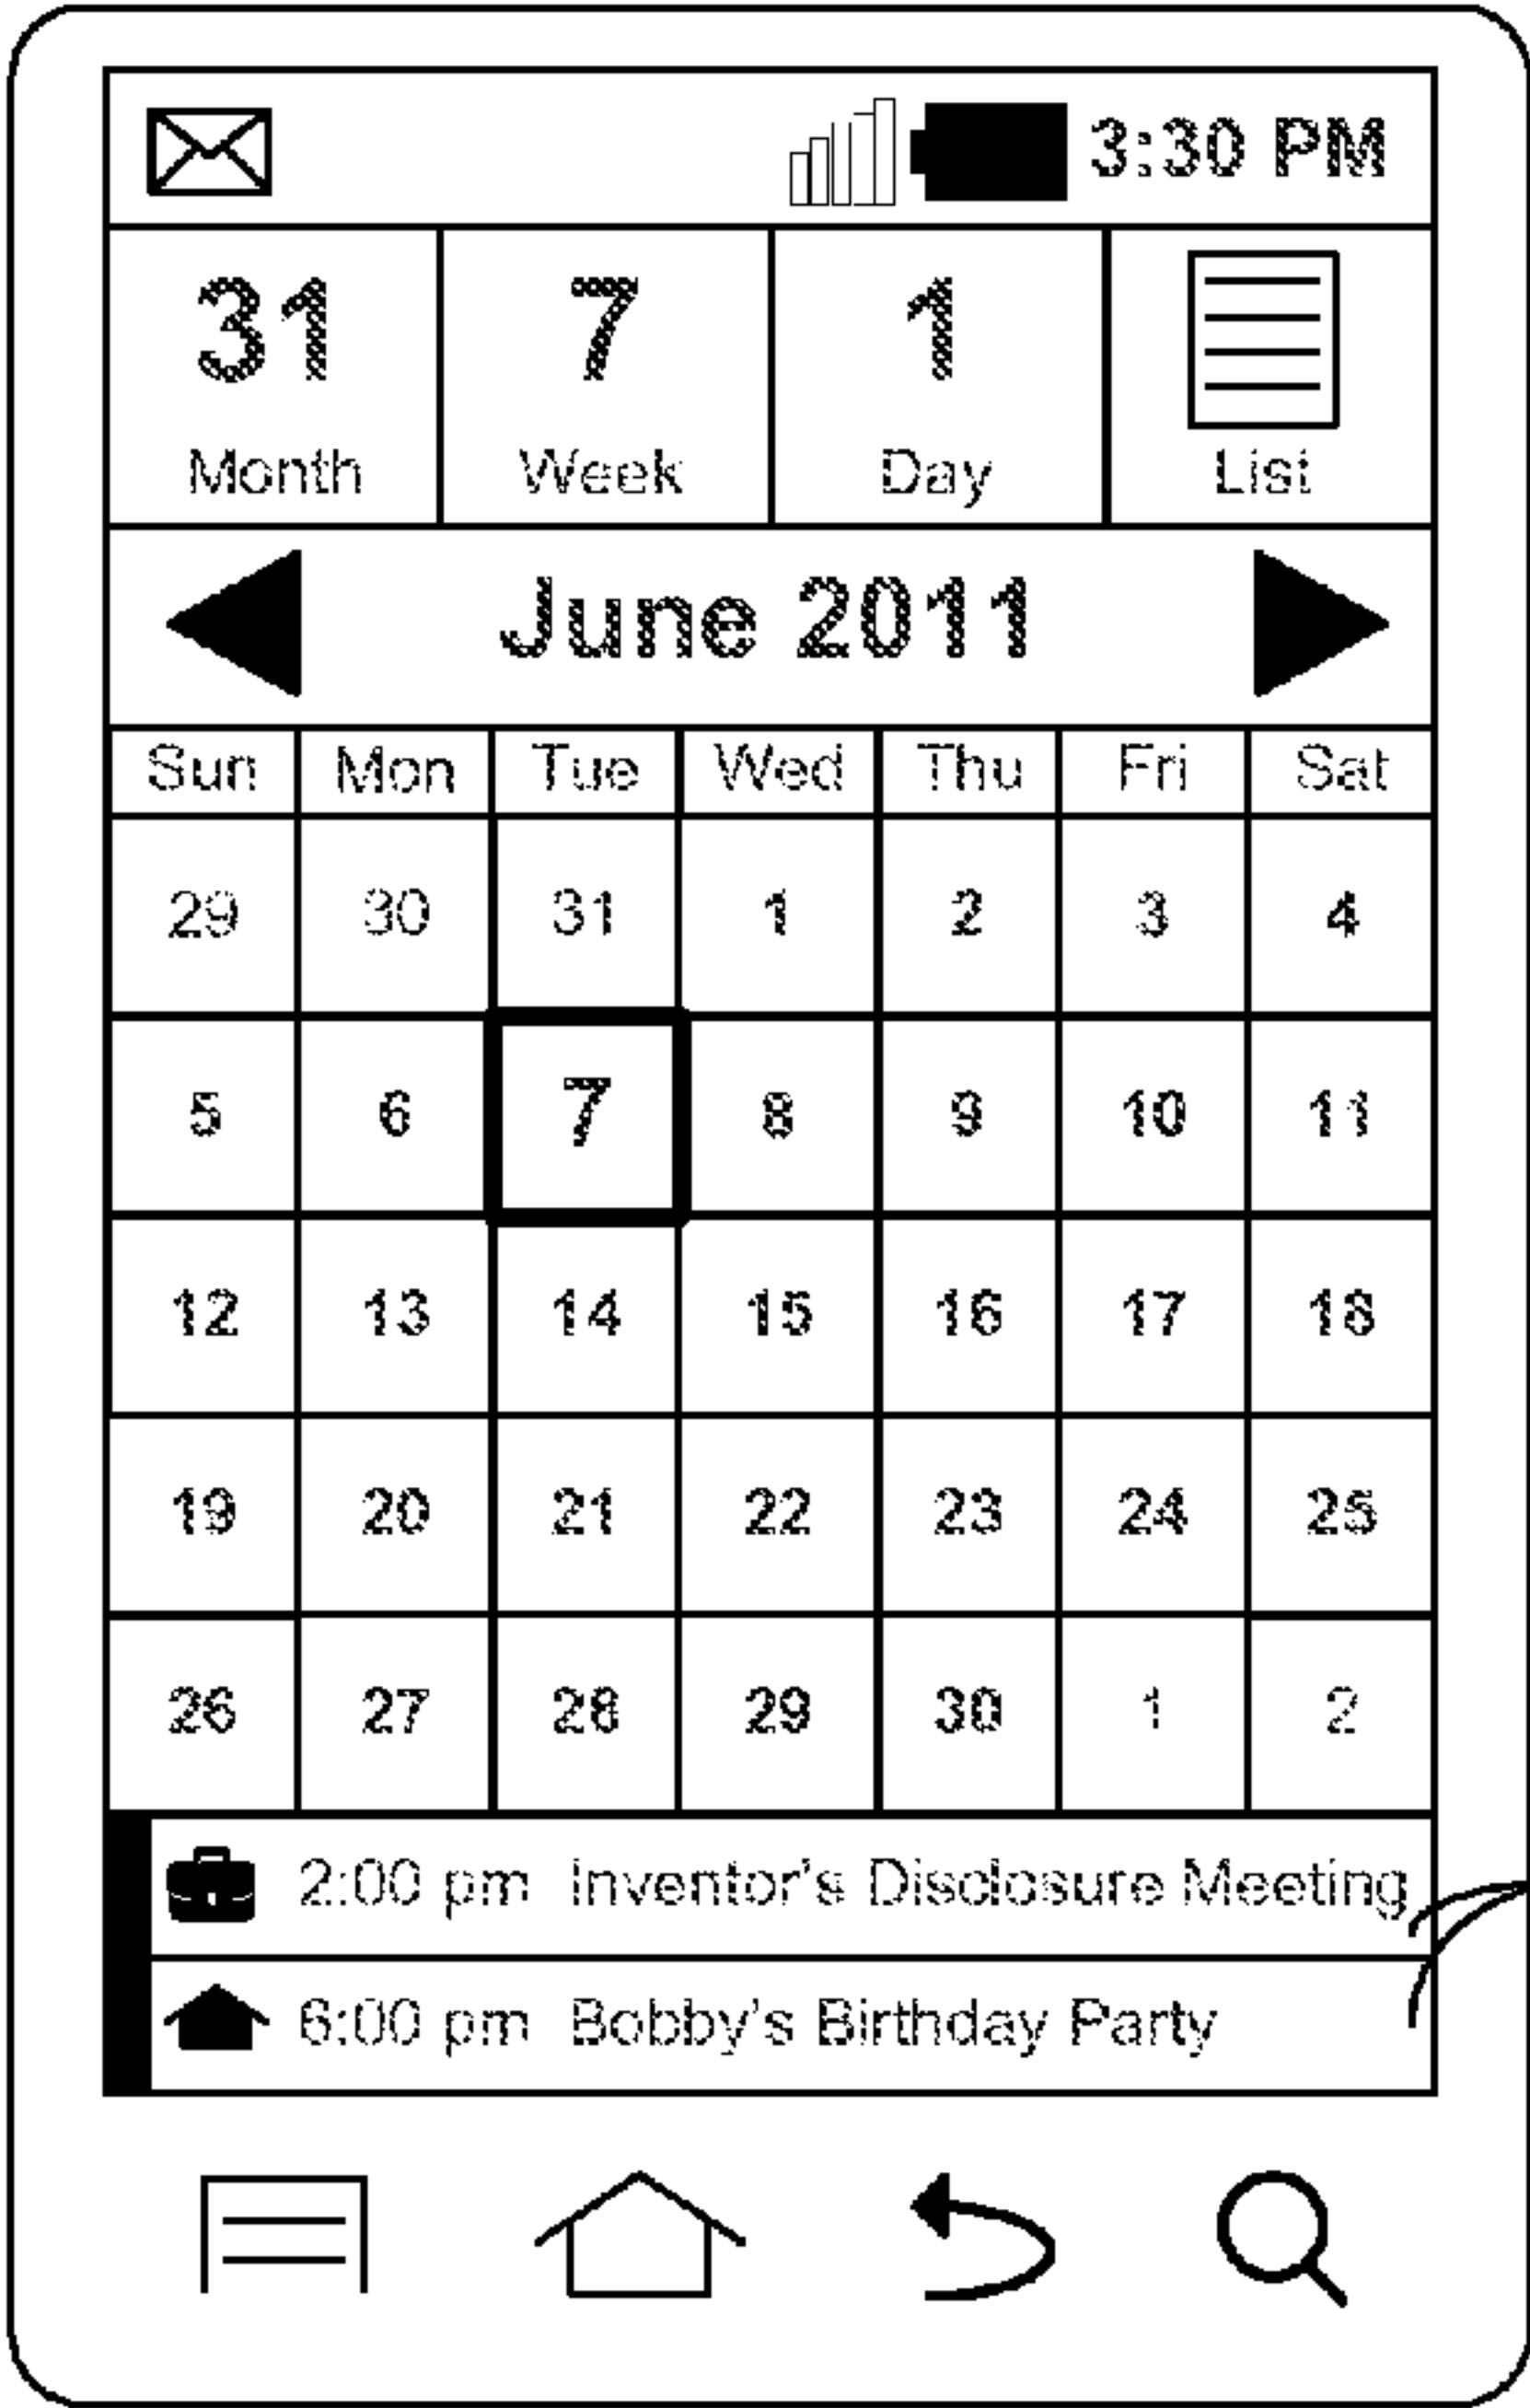 3:30 PM
31 7 1
Month Week Day List
June 2011
Sun Mon Tue Wed Thu Fri Sat
29 30 31 1 2 3 4
5 6 7 8 9 10 11
12 13 14 15 16 17 18
19 20 21 22 23 24 25
26 27 28 29 30 1 2
2:00 pm Inventor's Disclosure Meeting
6:00 pm Bobby's Birthday Party